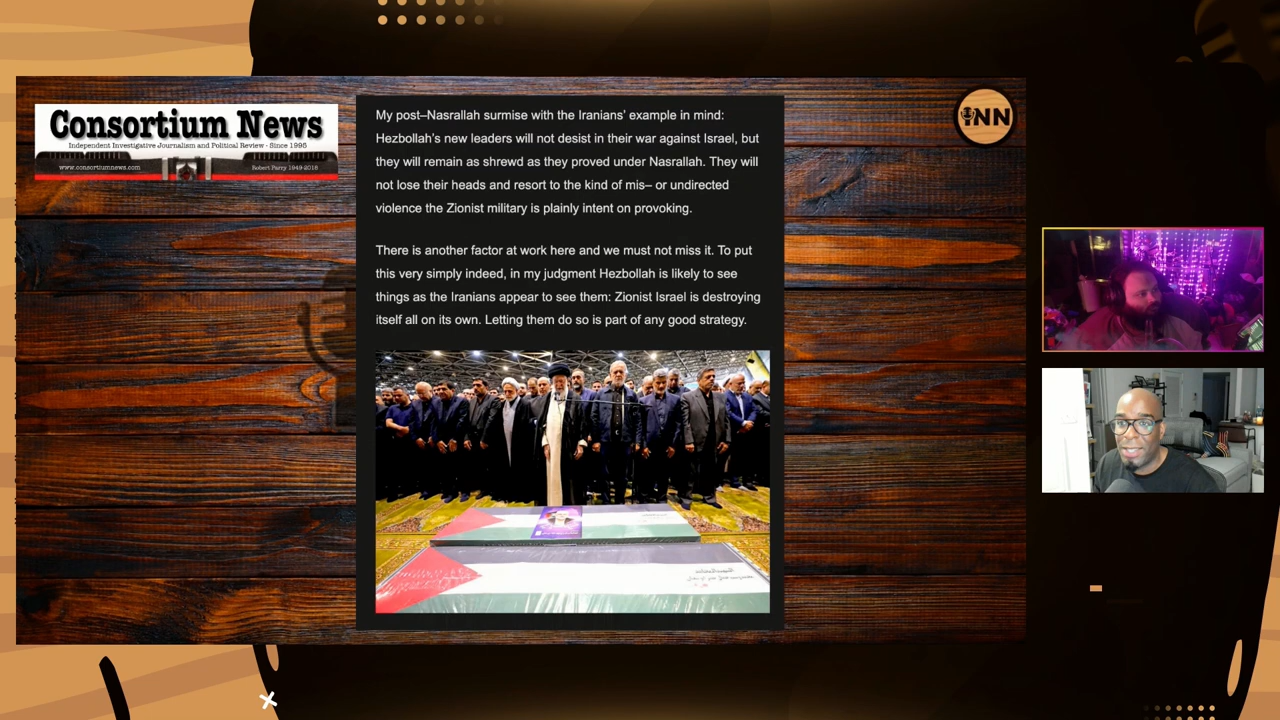 Consortium News
Independent Investigative Journalism and Political Review - Since 1995
www.consortiumnews.com
Robert Parry 1949-2018
My post–Nasrallah surmise with the Iranians’ example in mind:
Hezbollah’s new leaders will not desist in their war against Israel, but
they will remain as shrewd as they proved under Nasrallah. They will
not lose their heads and resort to the kind of mis– or undirected
violence the Zionist military is plainly intent on provoking.
There is another factor at work here and we must not miss it. To put
this very simply indeed, in my judgment Hezbollah is likely to see
things as the Iranians appear to see them: Zionist Israel is destroying
itself all on its own. Letting them do so is part of any good strategy.
iNN